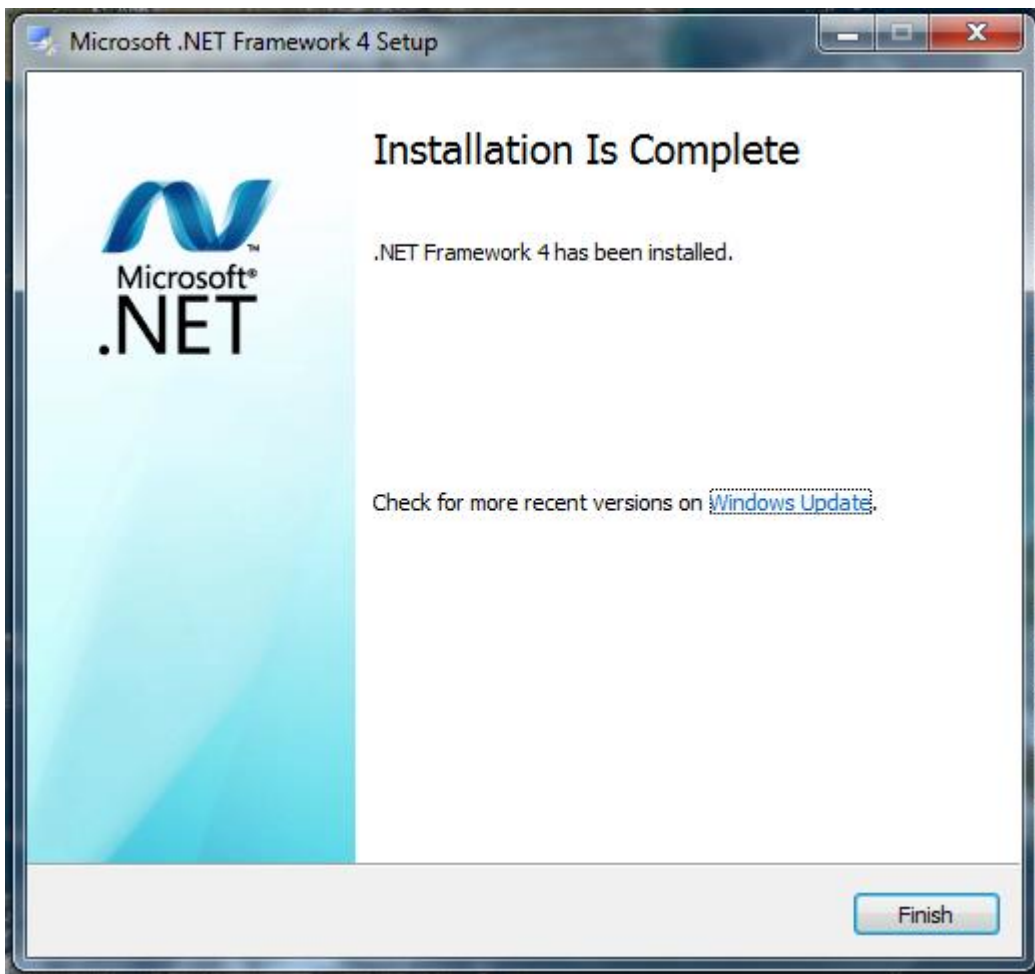 Microsoft .NET Framework 4 Setup
Installation Is Complete
Microsoft®
.NET
™
.NET Framework 4 has been installed.
Check for more recent versions on Windows Update.
Finish